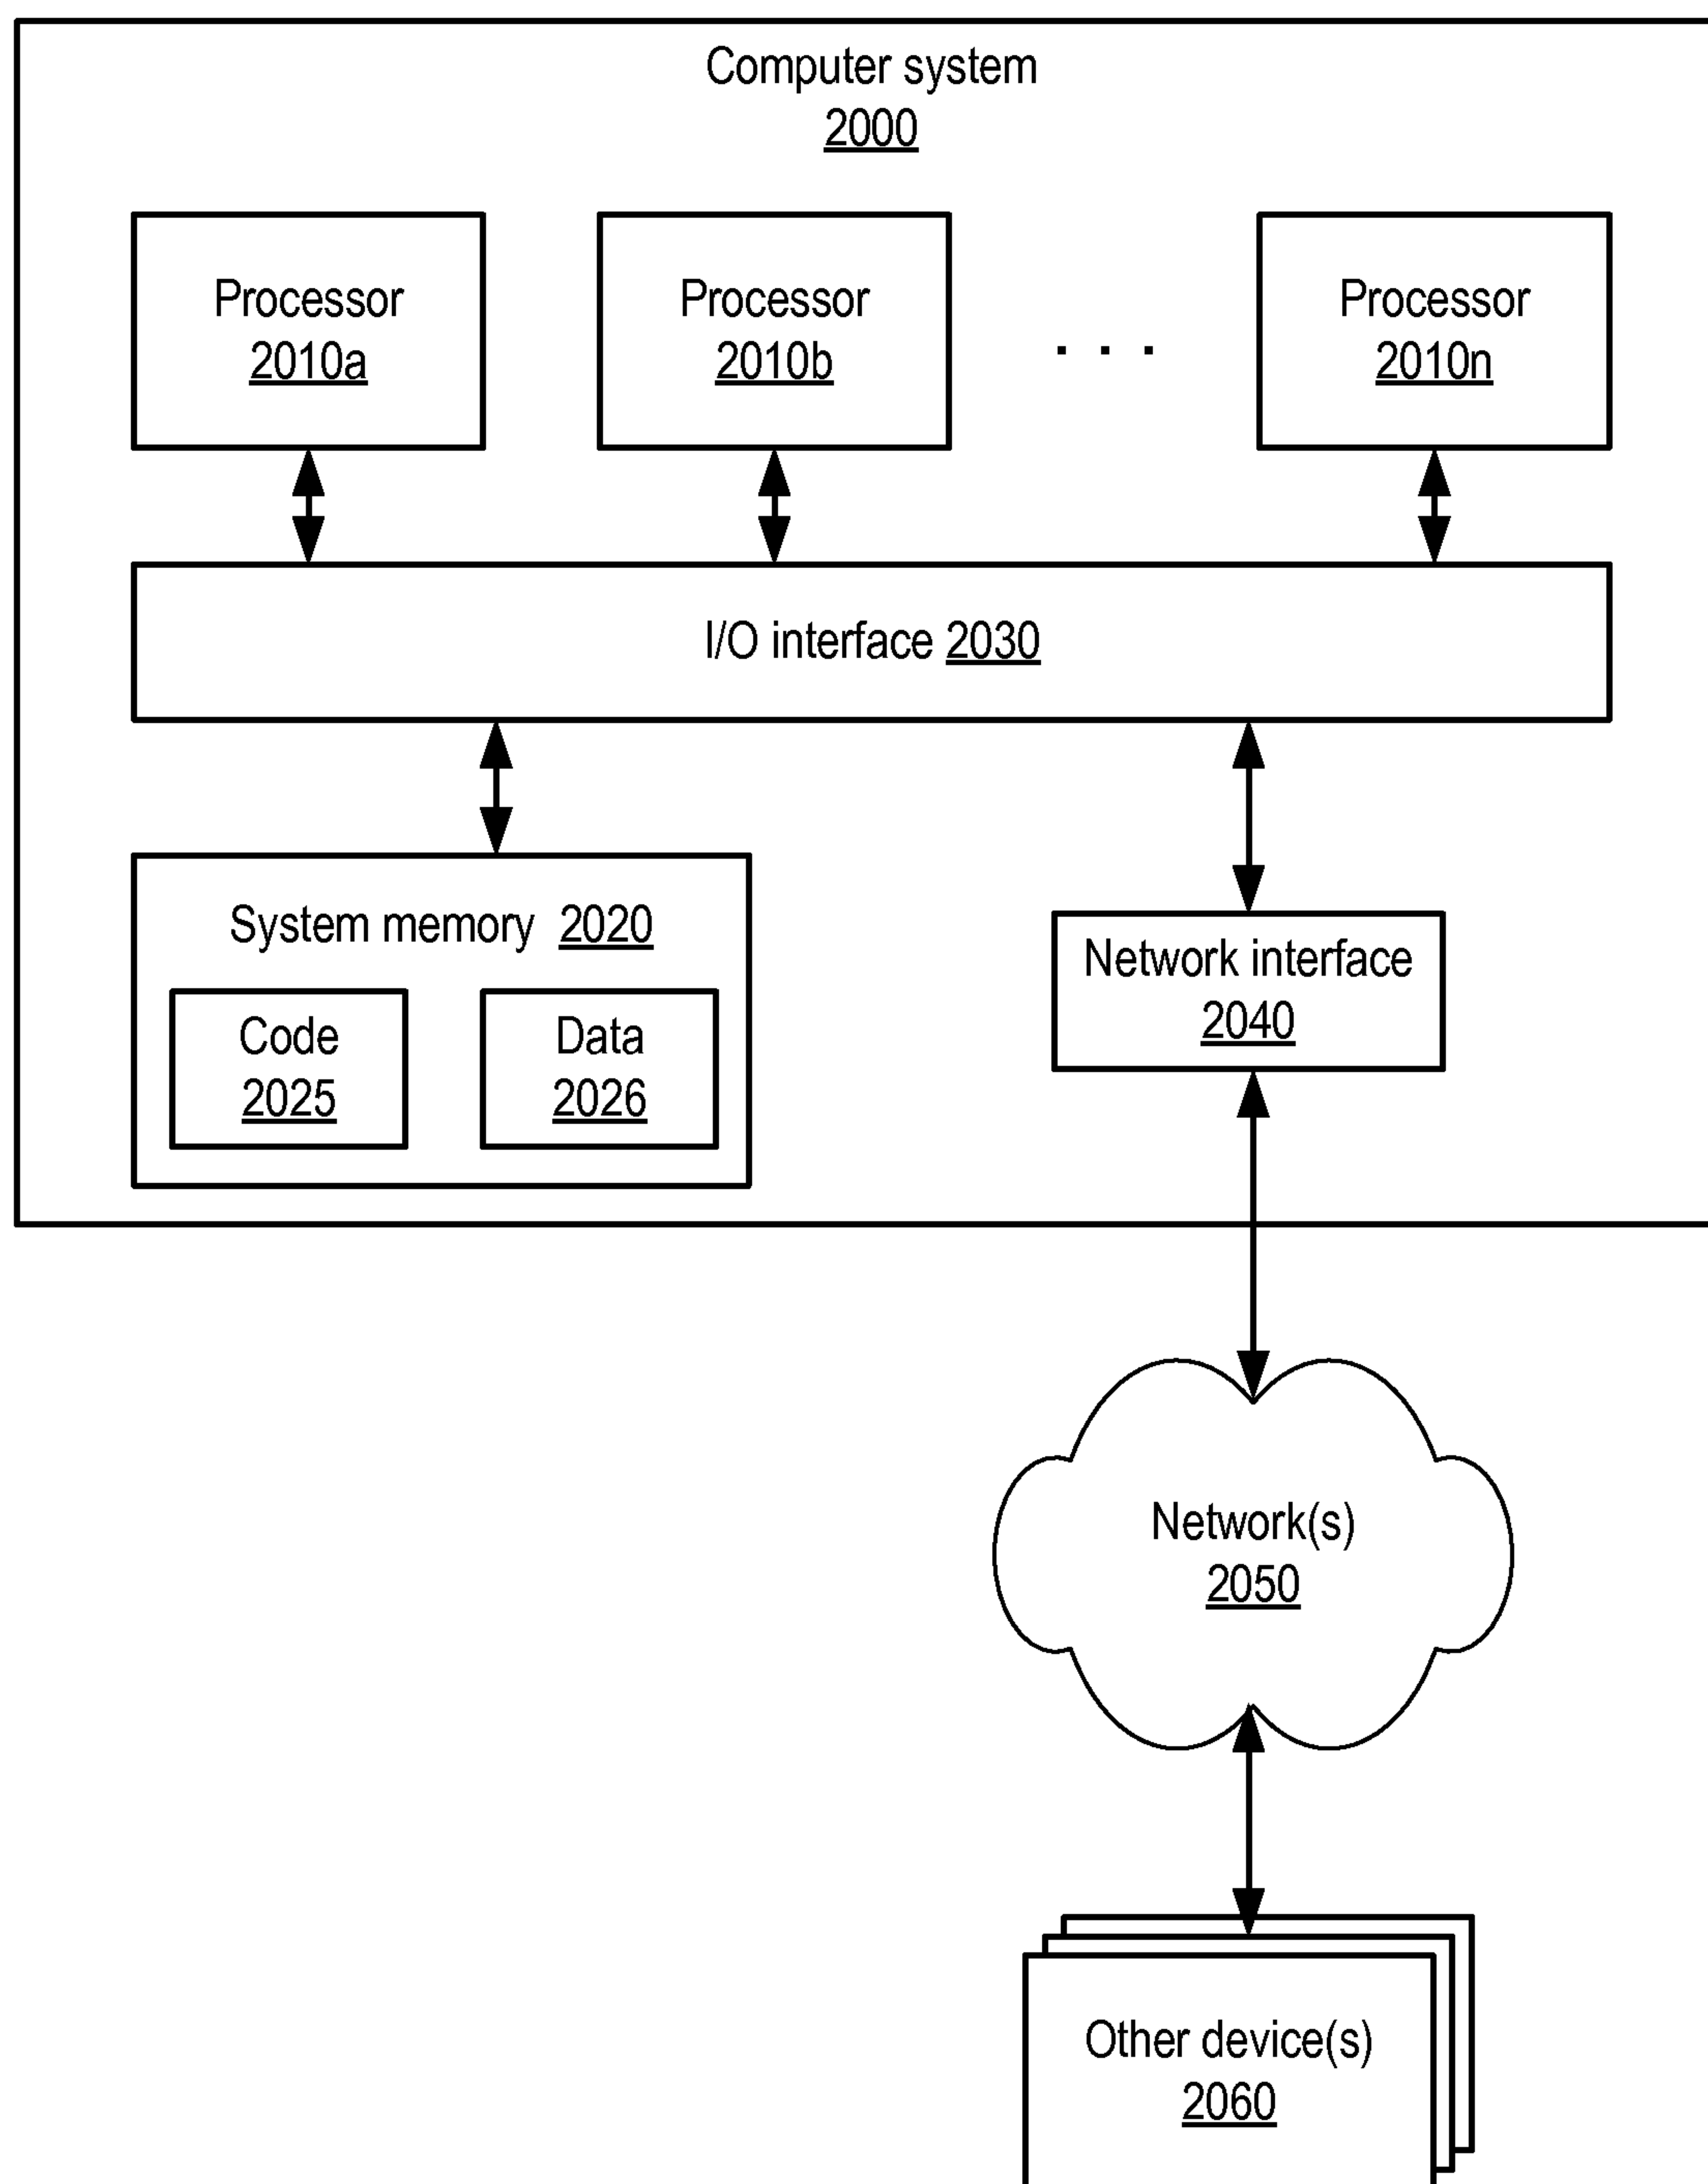 Computer system
2000
Processor
2010a
Processor
2010b
. . .
Processor
2010n
I/O interface 2030
System memory 2020
Code
2025
Data
2026
Network interface
2040
Network(s)
2050
Other device(s)
2060